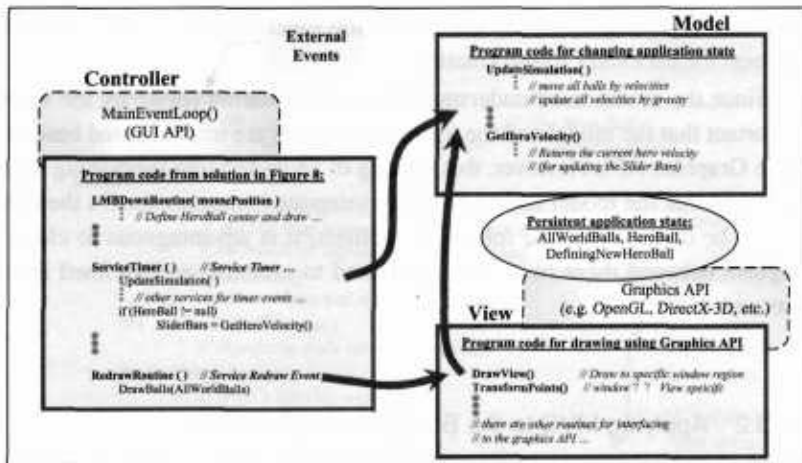 External
Events
Controller
MainEventLoop()
(GUI API)
Program code from solution in Figure 8:
LMBDownRoutine( mousePosition )
// Define HeroBall center and draw ...
ServiceTimer ( ) // Service Timer ...
UpdateSimulation( )
// other services for timer events ...
if (HeroBall != null)
SliderBars = GetHeroVelocity()
RedrawRoutine ( ) // Service Redraw Event
DrawBalls(AllWorldBalls)
Model
Program code for changing application state
UpdateSimulation( )
// move all balls by velocities
// update all velocities by gravity
GetHeroVelocity()
// Returns the current hero velocity
// (for updating the Slider Bars)
Persistent application state:
AllWorldBalls, HeroBall,
DefiningNewHeroBall
Graphics API
(e.g. OpenGL, DirectX-3D, etc.)
View
Program code for drawing using Graphics API
DrawView() // Draw to specific window region
TransformPoints() // window ? ? View speicifc
// there are other routines for interfacing
// to the graphics API ...